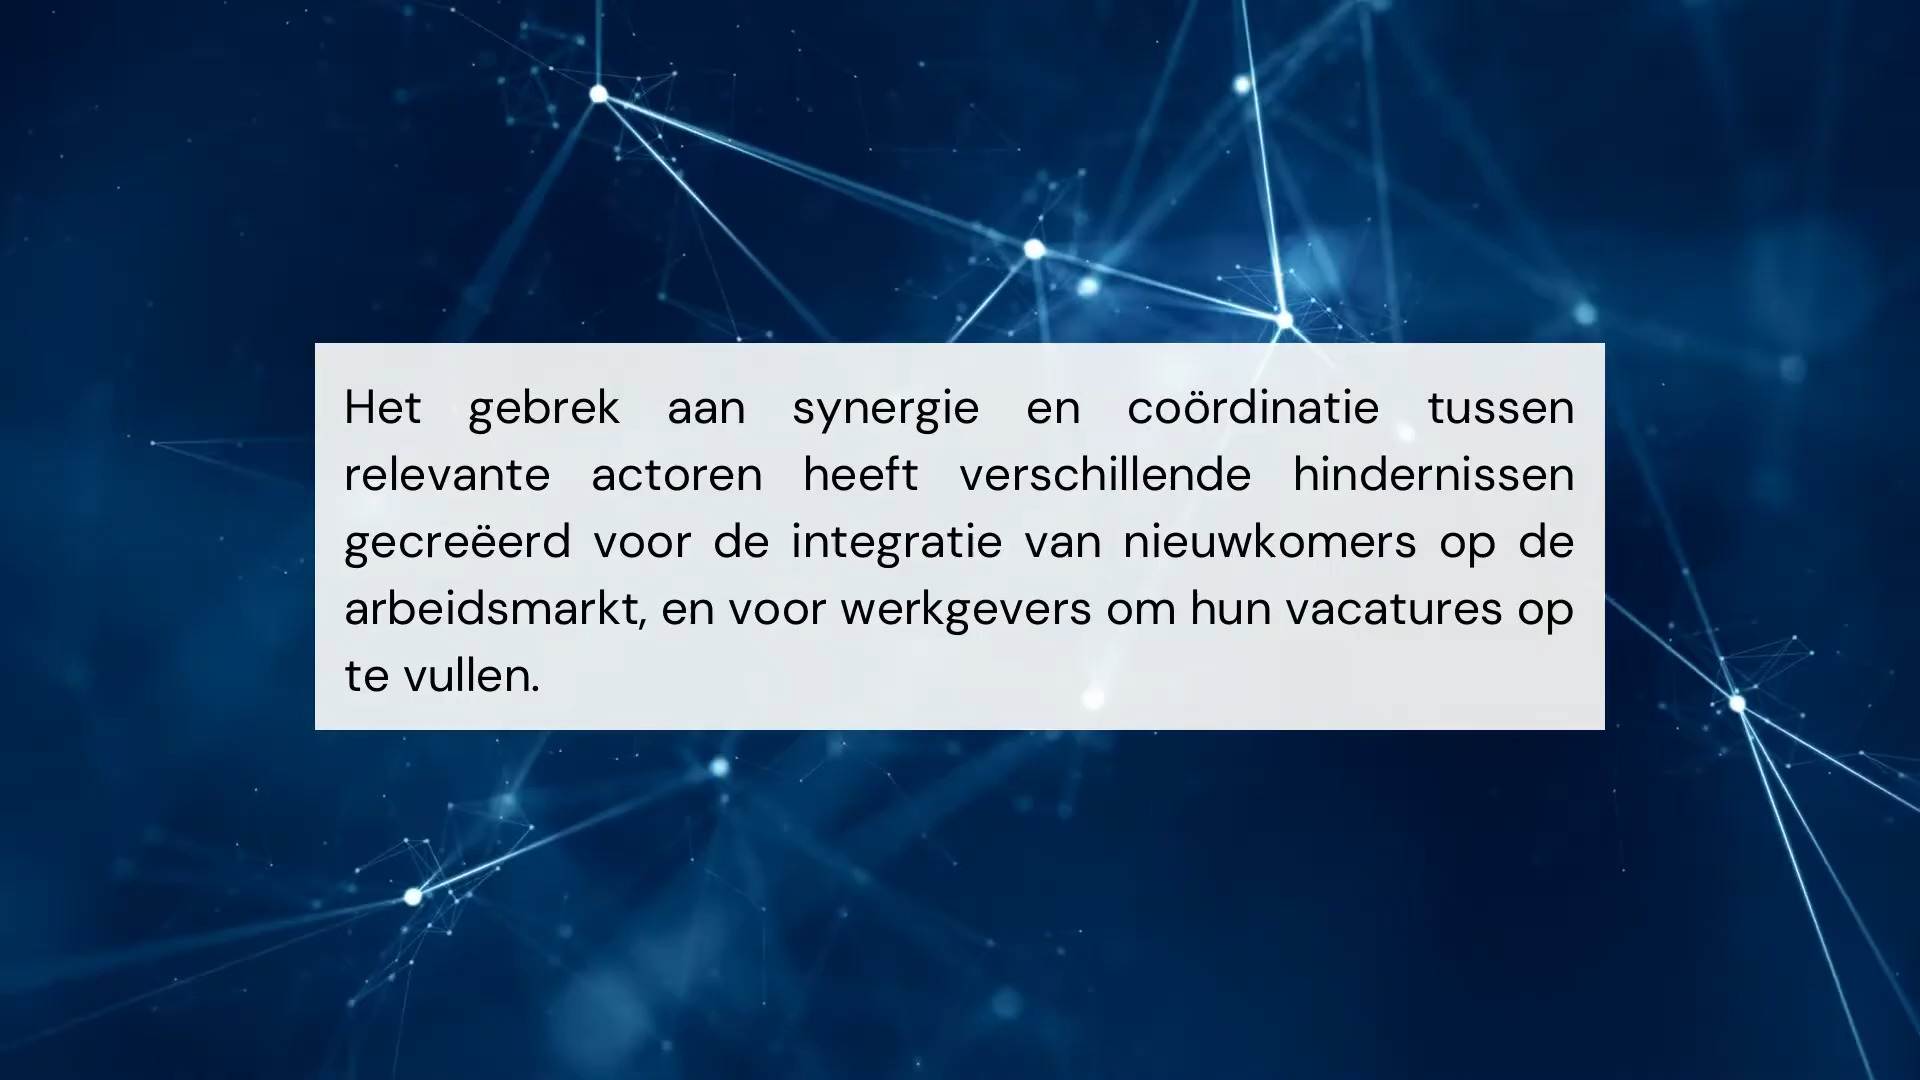 Het gebrek aan synergie en coördinatie tussen
relevante actoren heeft verschillende hindernissen
gecreëerd voor de integratie van nieuwkomers op de
arbeidsmarkt, en voor werkgevers om hun vacatures op
te vullen.